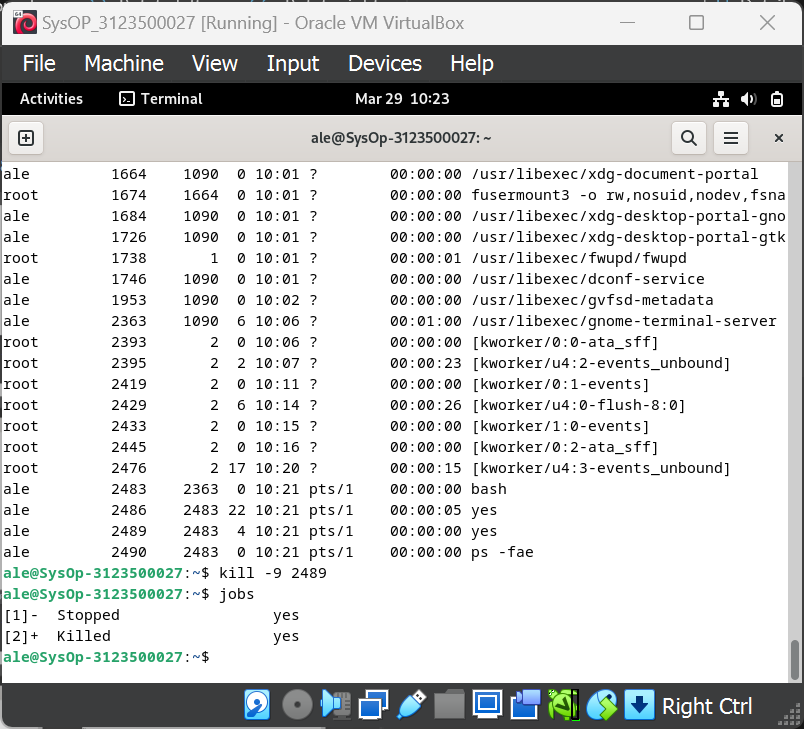 SysOP_3123500027 [Running] - Oracle VM VirtualBox
File Machine View Input Devices Help
Activities Terminal Mar 29 10:23
ale@SysOp-3123500027: ~
ale 1664 1090 0 10:01 ? 00:00:00 /usr/libexec/xdg-document-portal
root 1674 1664 0 10:01 ? 00:00:00 fusermount3 -o rw,nosuid,nodev,fsna
ale 1684 1090 0 10:01 ? 00:00:00 /usr/libexec/xdg-desktop-portal-gno
ale 1726 1090 0 10:01 ? 00:00:00 /usr/libexec/xdg-desktop-portal-gtk
root 1738 1 0 10:01 ? 00:00:01 /usr/libexec/fwupd/fwupd
ale 1746 1090 0 10:01 ? 00:00:00 /usr/libexec/dconf-service
ale 1953 1090 0 10:02 ? 00:00:00 /usr/libexec/gvfsd-metadata
ale 2363 1090 6 10:06 ? 00:01:00 /usr/libexec/gnome-terminal-server
root 2393 2 0 10:06 ? 00:00:00 [kworker/0:0-ata_sff]
root 2395 2 2 10:07 ? 00:00:23 [kworker/u4:2-events_unbound]
root 2419 2 0 10:11 ? 00:00:00 [kworker/0:1-events]
root 2429 2 6 10:14 ? 00:00:26 [kworker/u4:0-flush-8:0]
root 2433 2 0 10:15 ? 00:00:00 [kworker/1:0-events]
root 2445 2 0 10:16 ? 00:00:00 [kworker/0:2-ata_sff]
root 2476 2 17 10:20 ? 00:00:15 [kworker/u4:3-events_unbound]
ale 2483 2363 0 10:21 pts/1 00:00:00 bash
ale 2486 2483 22 10:21 pts/1 00:00:05 yes
ale 2489 2483 4 10:21 pts/1 00:00:00 yes
ale 2490 2483 0 10:21 pts/1 00:00:00 ps -fae
ale@SysOp-3123500027:~$ kill -9 2489
ale@SysOp-3123500027:~$ jobs
[1]- Stopped yes
[2]+ Killed yes
ale@SysOp-3123500027:~$
Right Ctrl